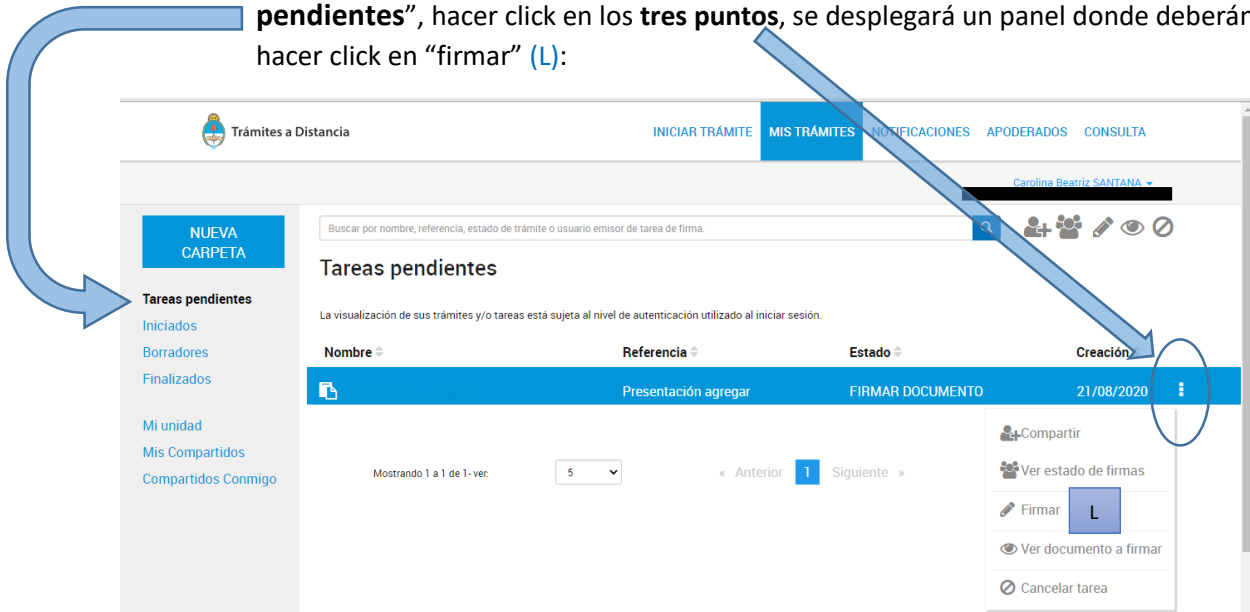 pendientes”, hacer click en los tres puntos, se desplegará un panel donde deberán
hacer click en “firmar” (L):
Trámites a Distancia
INICIAR TRÁMITE MIS TRÁMITES NOTIFICACIONES APODERADOS CONSULTA
Carolina Beatriz SANTANA
NUEVA
CARPETA
Buscar por nombre, referencia, estado de trámite o usuario emisor de tarea de firma.
Tareas pendientes
Tareas pendientes
Iniciados
Borradores
Finalizados
Mi unidad
Mis Compartidos
Compartidos Conmigo
La visualización de sus trámites y/o tareas está sujeta al nivel de autenticación utilizado al iniciar sesión.
Nombre Referencia Estado Creación
Presentación agregar FIRMAR DOCUMENTO 21/08/2020
Mostrando 1 a 1 de 1- ver: 5 « Anterior 1 Siguiente »
Compartir
Ver estado de firmas
Firmar L
Ver documento a firmar
Cancelar tarea